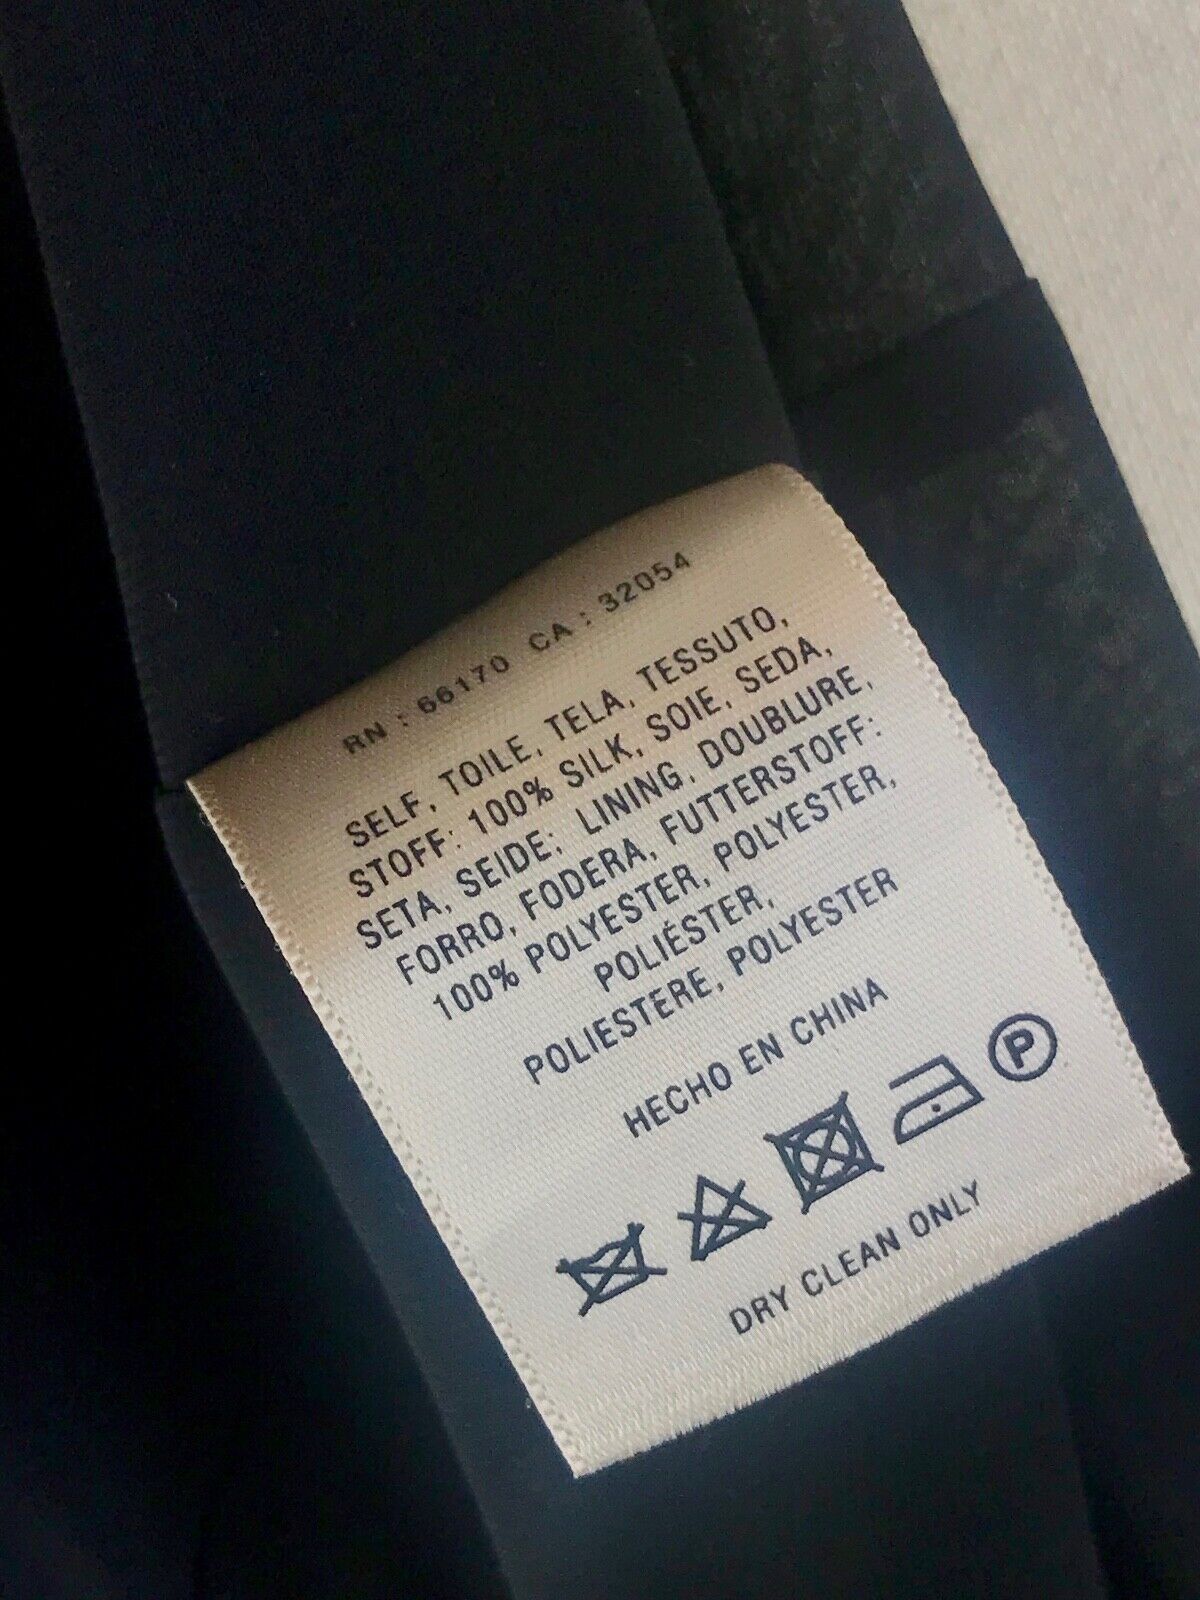 RN : 66170 CA : 32054
SELF, TOILE, TELA, TESSUTO,
STOFF: 100% SILK, SOIE, SEDA,
SETA, SEIDE; LINING, DOUBLURE,
FORRO, FODERA, FUTTERSTOFF:
100% POLYESTER, POLYESTER,
POLIÉSTER,
POLIESTERE, POLYESTER
HECHO EN CHINA
P
DRY CLEAN ONLY